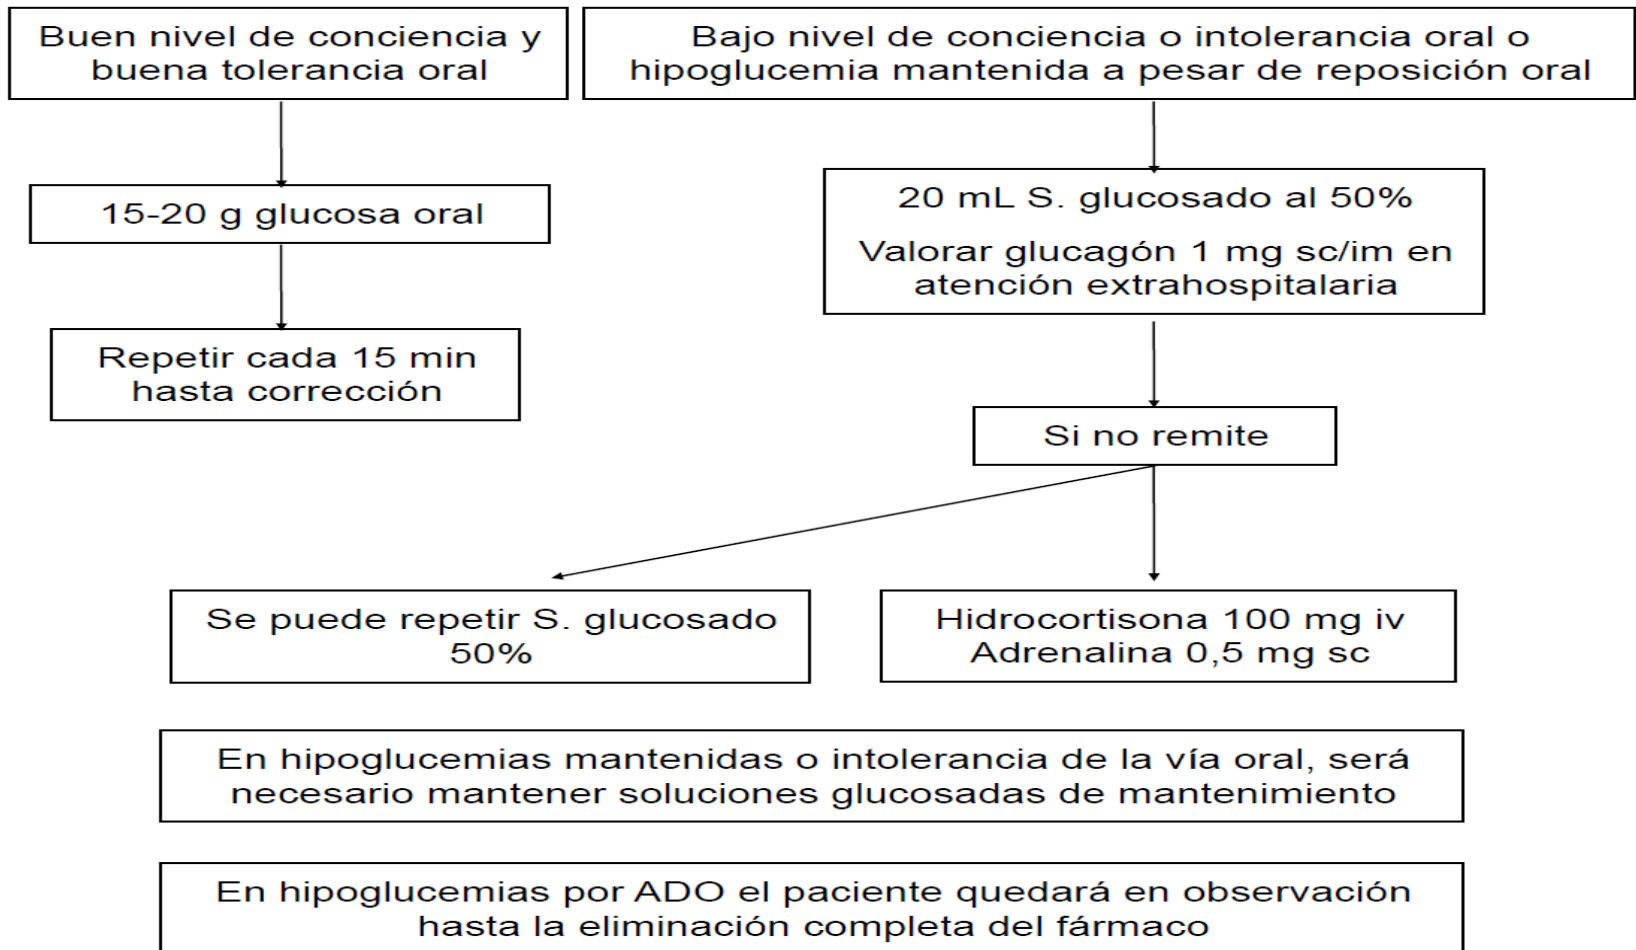 Buen nivel de conciencia y
buena tolerancia oral
Bajo nivel de conciencia o intolerancia oral o
hipoglucemia mantenida a pesar de reposición oral
15-20 g glucosa oral
20 mL S. glucosado al 50%
Valorar glucagón 1 mg sc/im en
atención extrahospitalaria
Repetir cada 15 min
hasta corrección
Si no remite
Se puede repetir S. glucosado
50%
Hidrocortisona 100 mg iv
Adrenalina 0,5 mg sc
En hipoglucemias mantenidas o intolerancia de la vía oral, será
necesario mantener soluciones glucosadas de mantenimiento
En hipoglucemias por ADO el paciente quedará en observación
hasta la eliminación completa del fármaco